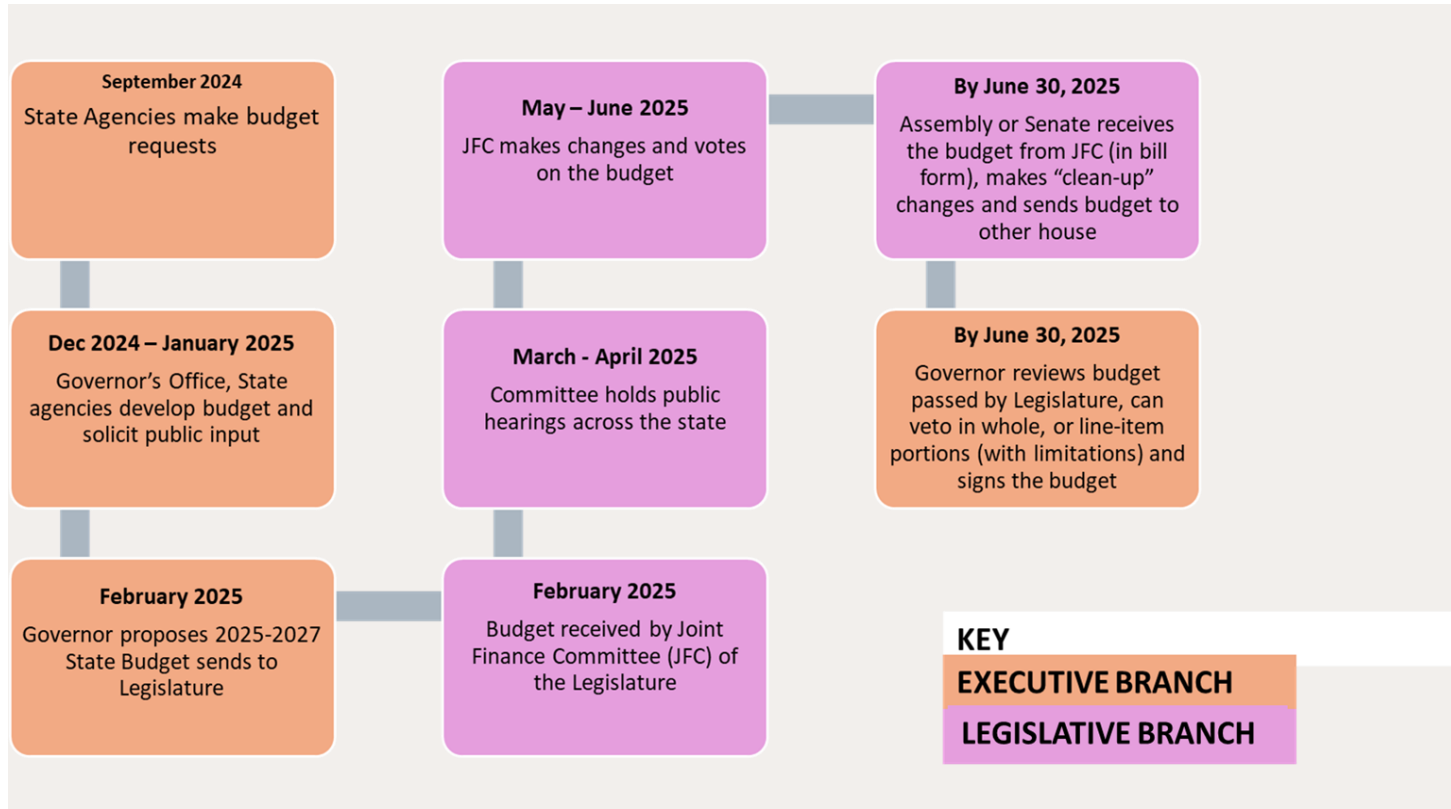 September 2024
State Agencies make budget
requests
Dec 2024 – January 2025
Governor's Office, State
agencies develop budget and
solicit public input
February 2025
Governor proposes 2025-2027
State Budget sends to
Legislature
February 2025
Budget received by Joint
Finance Committee (JFC) of
the Legislature
March - April 2025
Committee holds public
hearings across the state
May – June 2025
JFC makes changes and votes
on the budget
By June 30, 2025
Assembly or Senate receives
the budget from JFC (in bill
form), makes “clean-up”
changes and sends budget to
other house
By June 30, 2025
Governor reviews budget
passed by Legislature, can
veto in whole, or line-item
portions (with limitations) and
signs the budget
KEY
EXECUTIVE BRANCH
LEGISLATIVE BRANCH